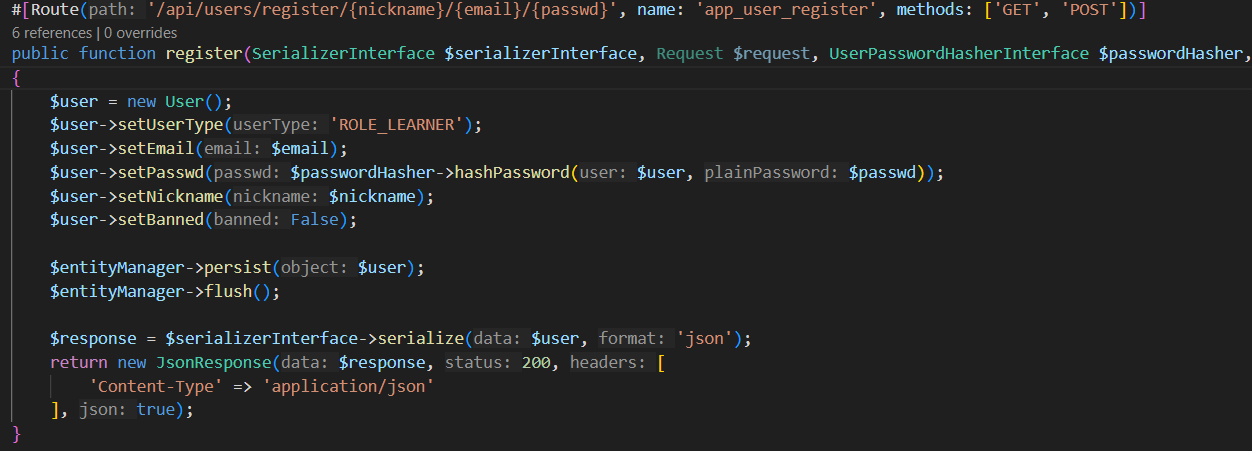 #[Route(path: '/api/users/register/{nickname}/{email}/{passwd}', name: 'app_user_register', methods: ['GET', 'POST'])]
6 references | 0 overrides
public function register(SerializerInterface $serializerInterface, Request $request, UserPasswordHasherInterface $passwordHasher,
{
    $user = new User();
    $user->setUserType(userType: 'ROLE_LEARNER');
    $user->setEmail(email: $email);
    $user->setPasswd(passwd: $passwordHasher->hashPassword(user: $user, plainPassword: $passwd));
    $user->setNickname(nickname: $nickname);
    $user->setBanned(banned: False);
    $entityManager->persist(object: $user);
    $entityManager->flush();
    $response = $serializerInterface->serialize(data: $user, format: 'json');
    return new JsonResponse(data: $response, status: 200, headers: [
        'Content-Type' => 'application/json'
    ], json: true);
}